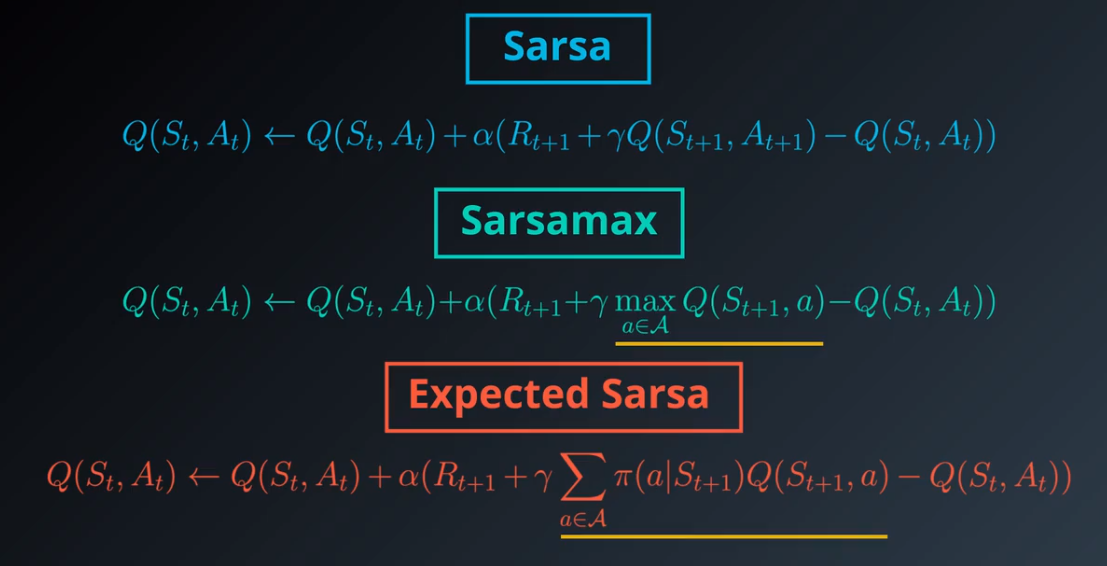 Sarsa
Q(S_t, A_t) ← Q(S_t, A_t) + α(R_{t+1} + γQ(S_{t+1}, A_{t+1}) − Q(S_t, A_t))
Sarsamax
Q(S_t, A_t) ← Q(S_t, A_t) + α(R_{t+1} + γ max_{a∈𝒜} Q(S_{t+1}, a) − Q(S_t, A_t))
Expected Sarsa
Q(S_t, A_t) ← Q(S_t, A_t) + α(R_{t+1} + γ ∑_{a∈𝒜} π(a|S_{t+1})Q(S_{t+1}, a) − Q(S_t, A_t))